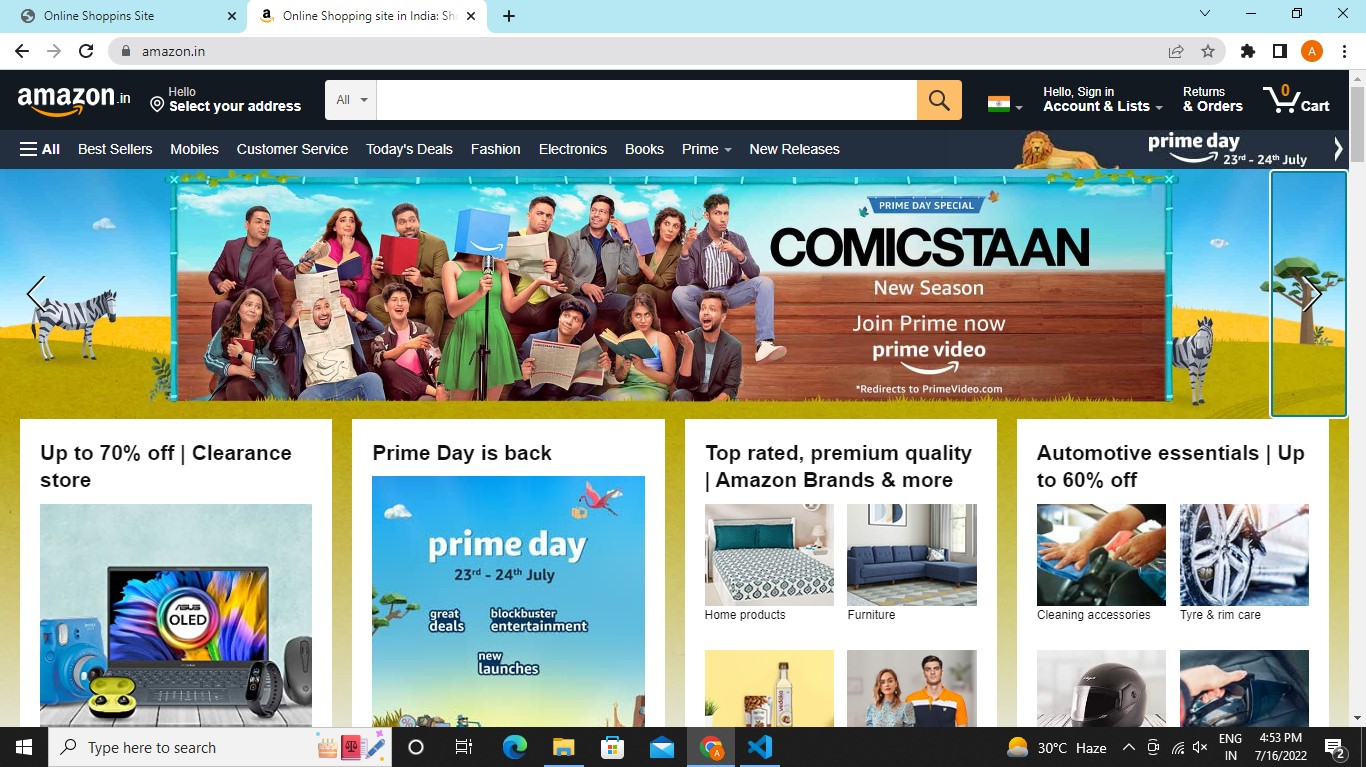 Online Shoppins Site
Online Shopping site in India: Sh
amazon.in
amazon.in
Hello
Select your address
All
Hello, Sign in
Account & Lists
Returns
& Orders
0
Cart
All
Best Sellers
Mobiles
Customer Service
Today's Deals
Fashion
Electronics
Books
Prime
New Releases
prime day
23rd - 24th July
PRIME DAY SPECIAL
COMICSTAAN
New Season
Join Prime now
prime video
*Redirects to PrimeVideo.com
Up to 70% off | Clearance
store
ASUS
OLED
Prime Day is back
prime day
23rd - 24th July
great
deals
blockbuster
entertainment
new
launches
Top rated, premium quality
| Amazon Brands & more
Home products
Furniture
Automotive essentials | Up
to 60% off
Cleaning accessories
Tyre & rim care
Type here to search
30°C Haze
ENG
IN
4:53 PM
7/16/2022
2